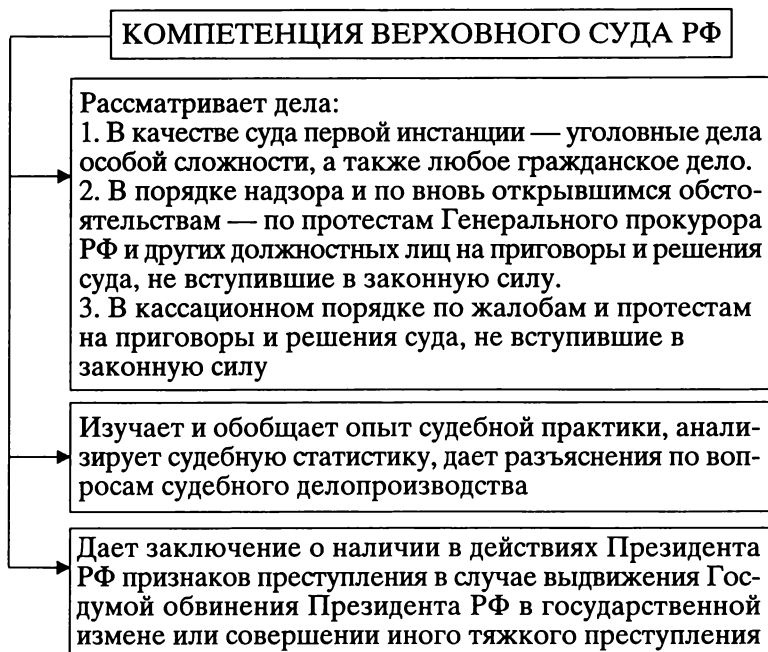 КОМПЕТЕНЦИЯ ВЕРХОВНОГО СУДА РФ
Рассматривает дела:
1. В качестве суда первой инстанции — уголовные дела
особой сложности, а также любое гражданское дело.
2. В порядке надзора и по вновь открывшимся обсто-
ятельствам — по протестам Генерального прокурора
РФ и других должностных лиц на приговоры и решения
суда, не вступившие в законную силу.
3. В кассационном порядке по жалобам и протестам
на приговоры и решения суда, не вступившие в
законную силу
Изучает и обобщает опыт судебной практики, анали-
зирует судебную статистику, дает разъяснения по воп-
росам судебного делопроизводства
Дает заключение о наличии в действиях Президента
РФ признаков преступления в случае выдвижения Гос-
думой обвинения Президента РФ в государственной
измене или совершении иного тяжкого преступления